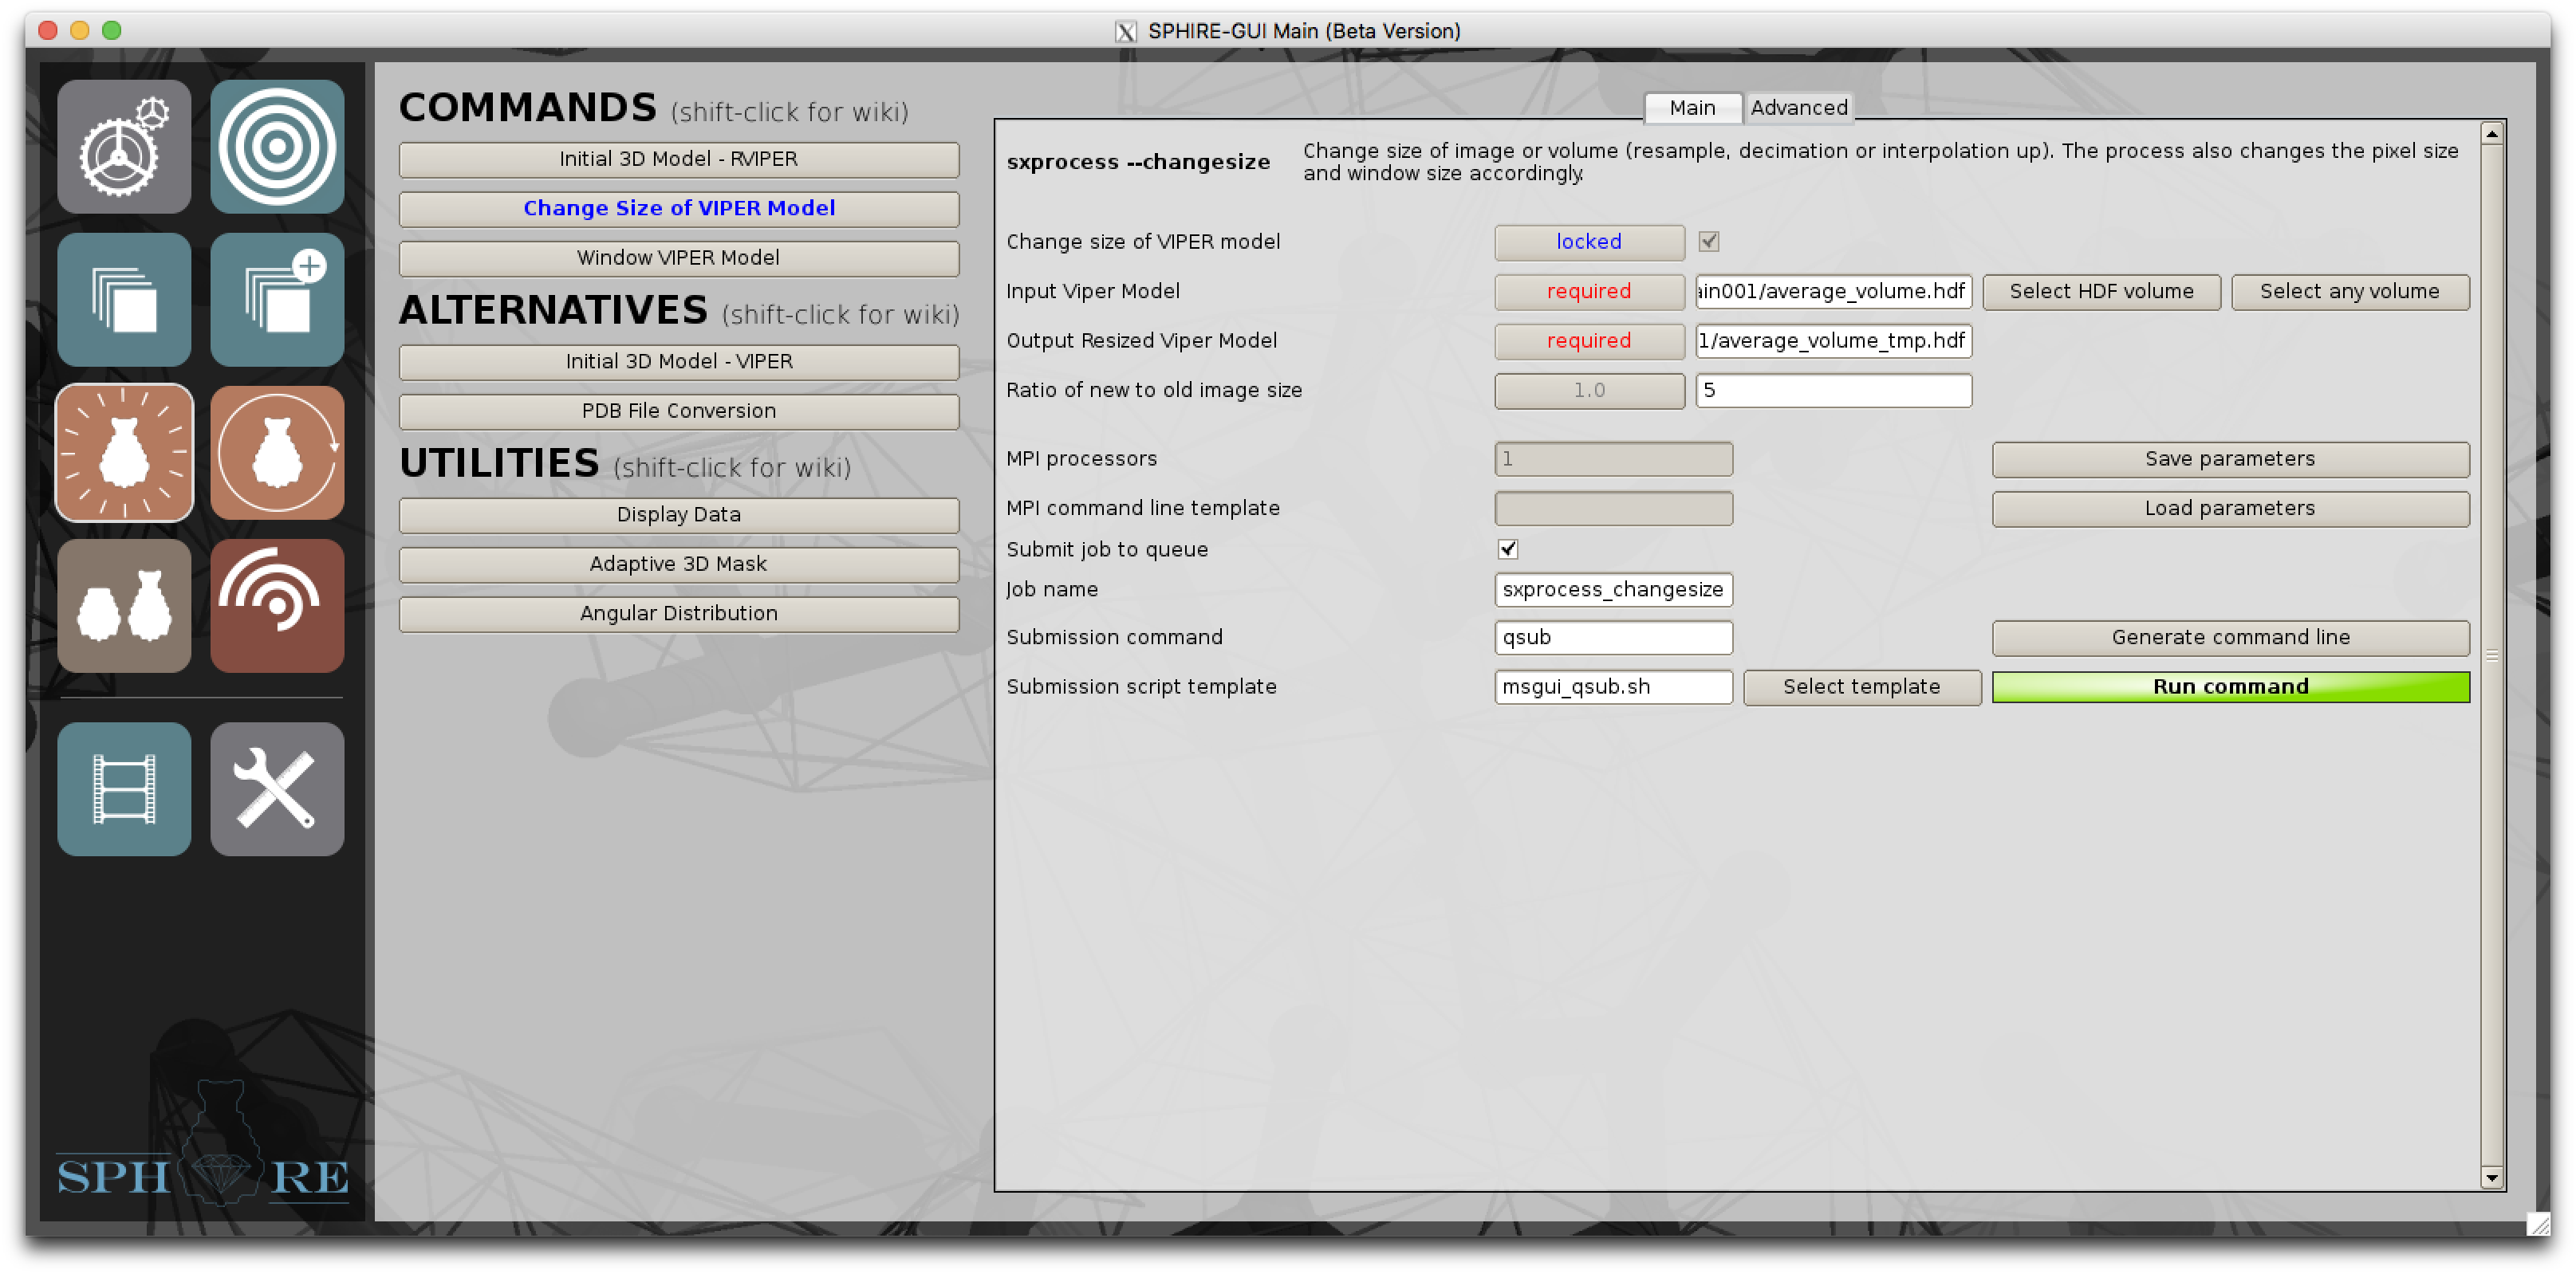 SPHIRE-GUI Main (Beta Version)
COMMANDS (shift-click for wiki)
Initial 3D Model - RVIPER
Change Size of VIPER Model
Window VIPER Model
ALTERNATIVES (shift-click for wiki)
Initial 3D Model - VIPER
PDB File Conversion
UTILITIES (shift-click for wiki)
Display Data
Adaptive 3D Mask
Angular Distribution
SPH RE
Main Advanced
sxprocess --changesize
Change size of image or volume (resample, decimation or interpolation up). The process also changes the pixel size
and window size accordingly.
Change size of VIPER model locked
Input Viper Model required ain001/average_volume.hdf Select HDF volume Select any volume
Output Resized Viper Model required 1/average_volume_tmp.hdf
Ratio of new to old image size 1.0 5
MPI processors 1 Save parameters
MPI command line template Load parameters
Submit job to queue
Job name sxprocess_changesize
Submission command qsub Generate command line
Submission script template msgui_qsub.sh Select template Run command